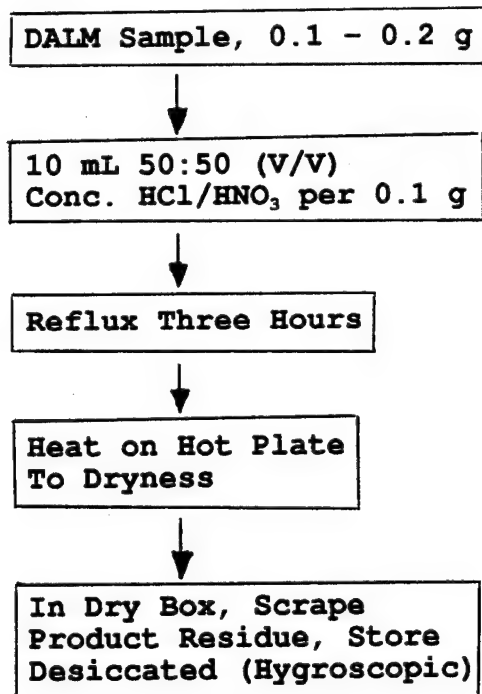 DALM Sample, 0.1 - 0.2 g
10 mL 50:50 (V/V)
Conc. HCl/HNO₃ per 0.1 g
Reflux Three Hours
Heat on Hot Plate
To Dryness
In Dry Box, Scrape
Product Residue, Store
Desiccated (Hygroscopic)